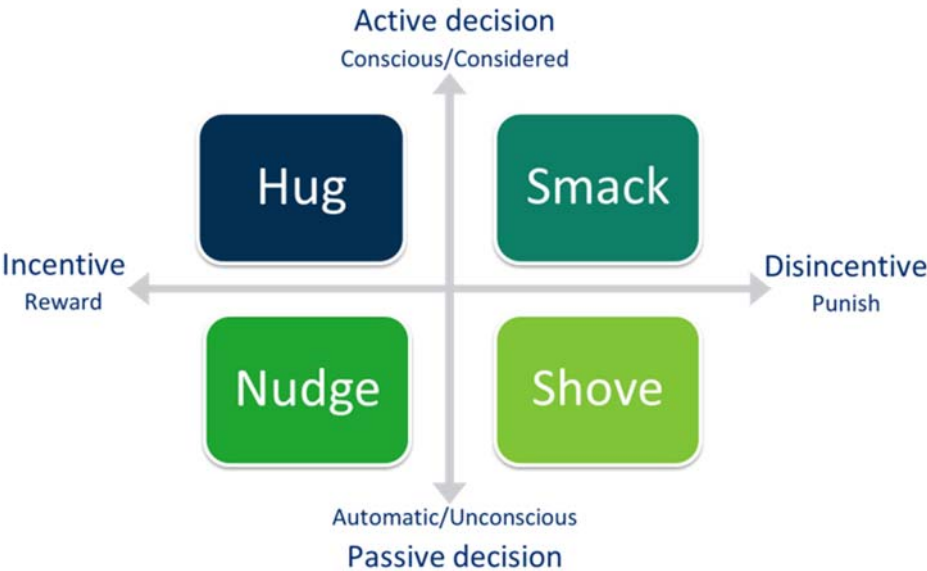 Active decision
Conscious/Considered
Hug
Smack
Incentive
Reward
Disincentive
Punish
Nudge
Shove
Automatic/Unconscious
Passive decision